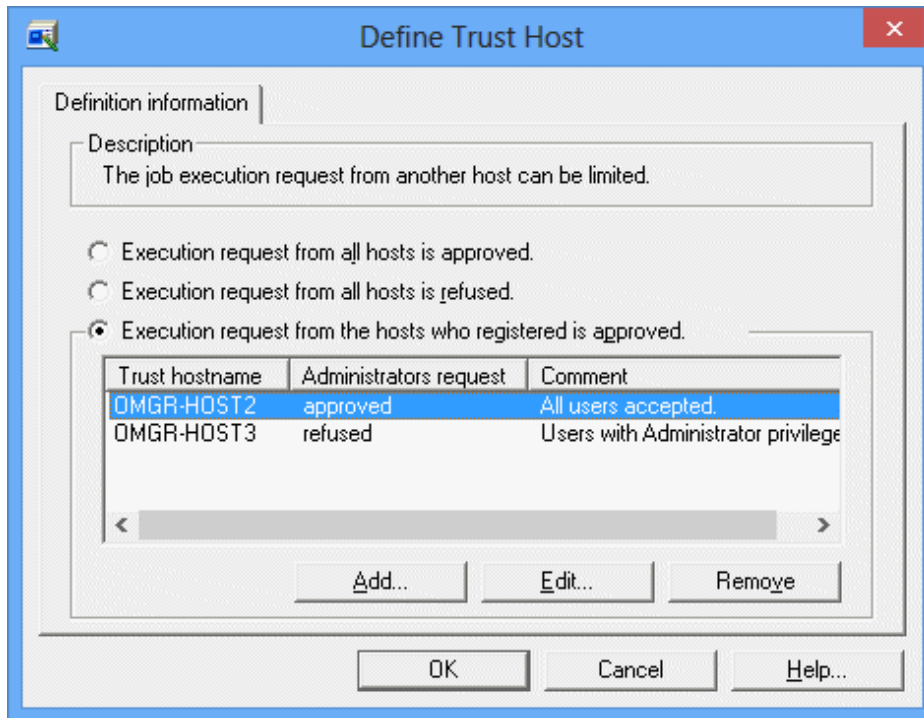 Define Trust Host
Definition information
Description
The job execution request from another host can be limited.
Execution request from all hosts is approved.
Execution request from all hosts is refused.
Execution request from the hosts who registered is approved.
Trust hostname Administrators request Comment
OMGR-HOST2 approved All users accepted.
OMGR-HOST3 refused Users with Administrator privilege
Add... Edit... Remove
OK Cancel Help...